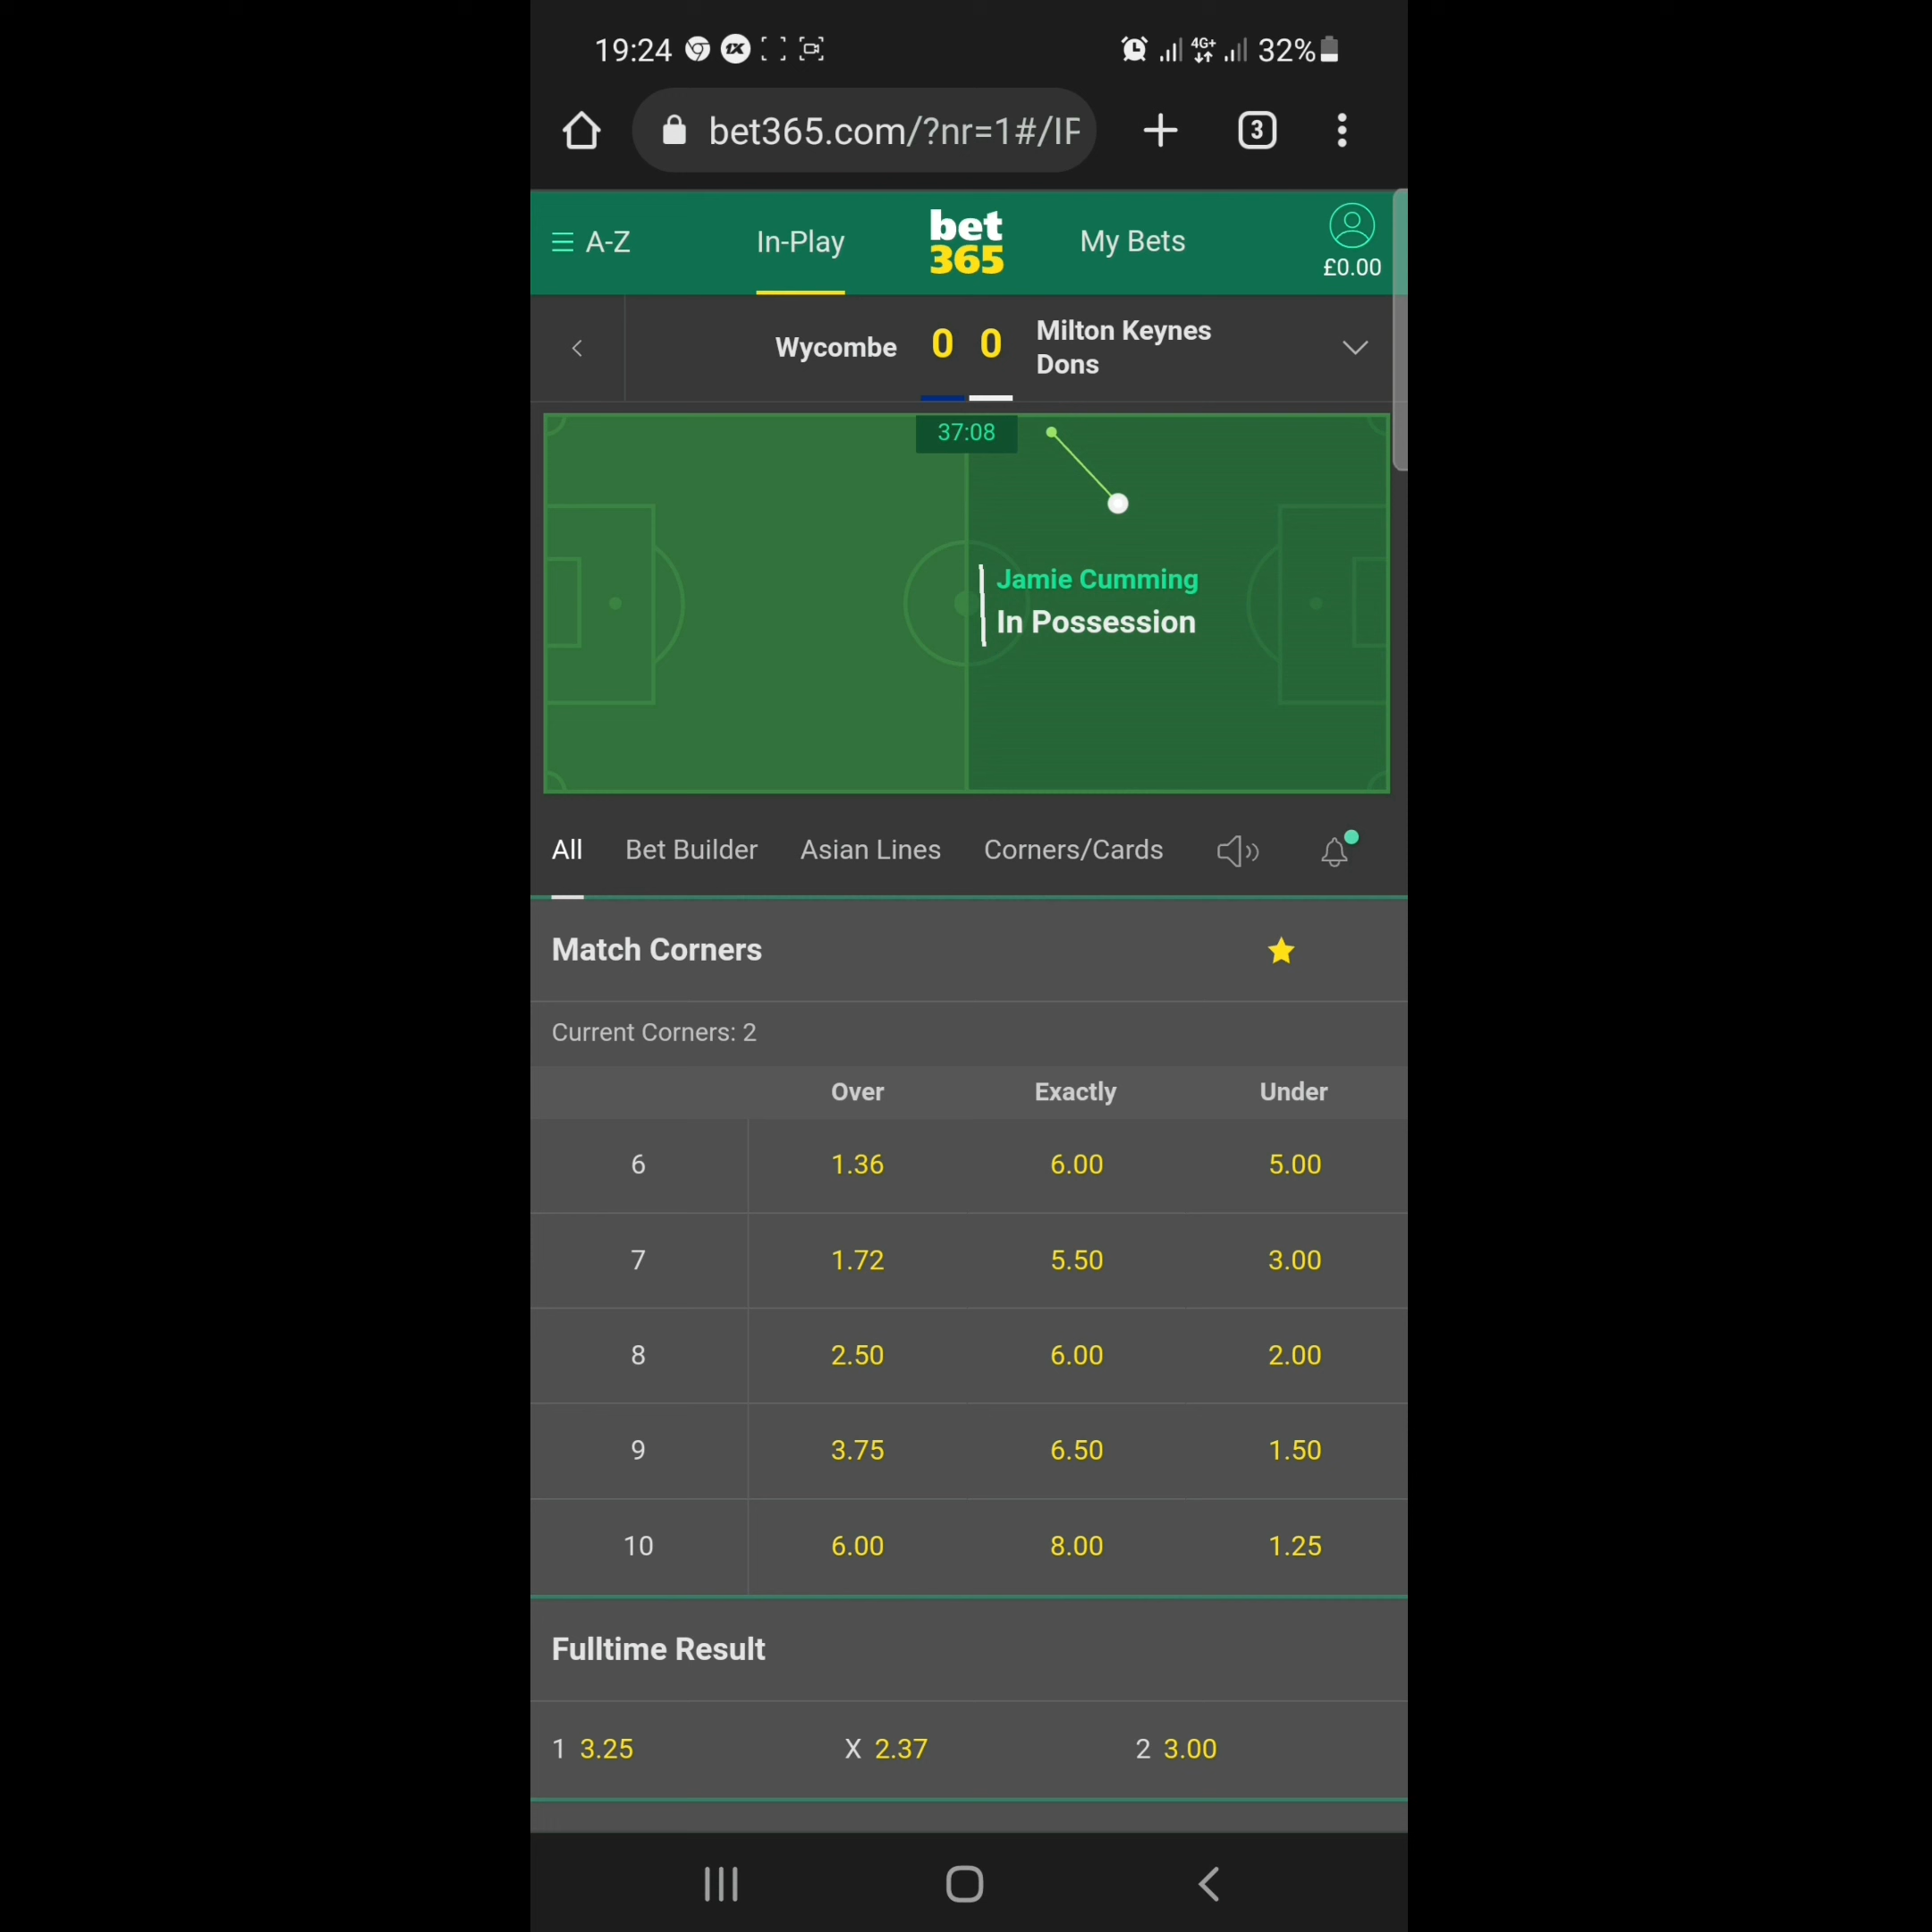 19:24 1X 4G+ 32%
bet365.com/?nr=1#/IF 3
A-Z In-Play bet365 My Bets £0.00
Wycombe 0 0 Milton Keynes Dons
37:08
Jamie Cumming
In Possession
All Bet Builder Asian Lines Corners/Cards
Match Corners
Current Corners: 2
Over Exactly Under
6 1.36 6.00 5.00
7 1.72 5.50 3.00
8 2.50 6.00 2.00
9 3.75 6.50 1.50
10 6.00 8.00 1.25
Fulltime Result
1 3.25 X 2.37 2 3.00